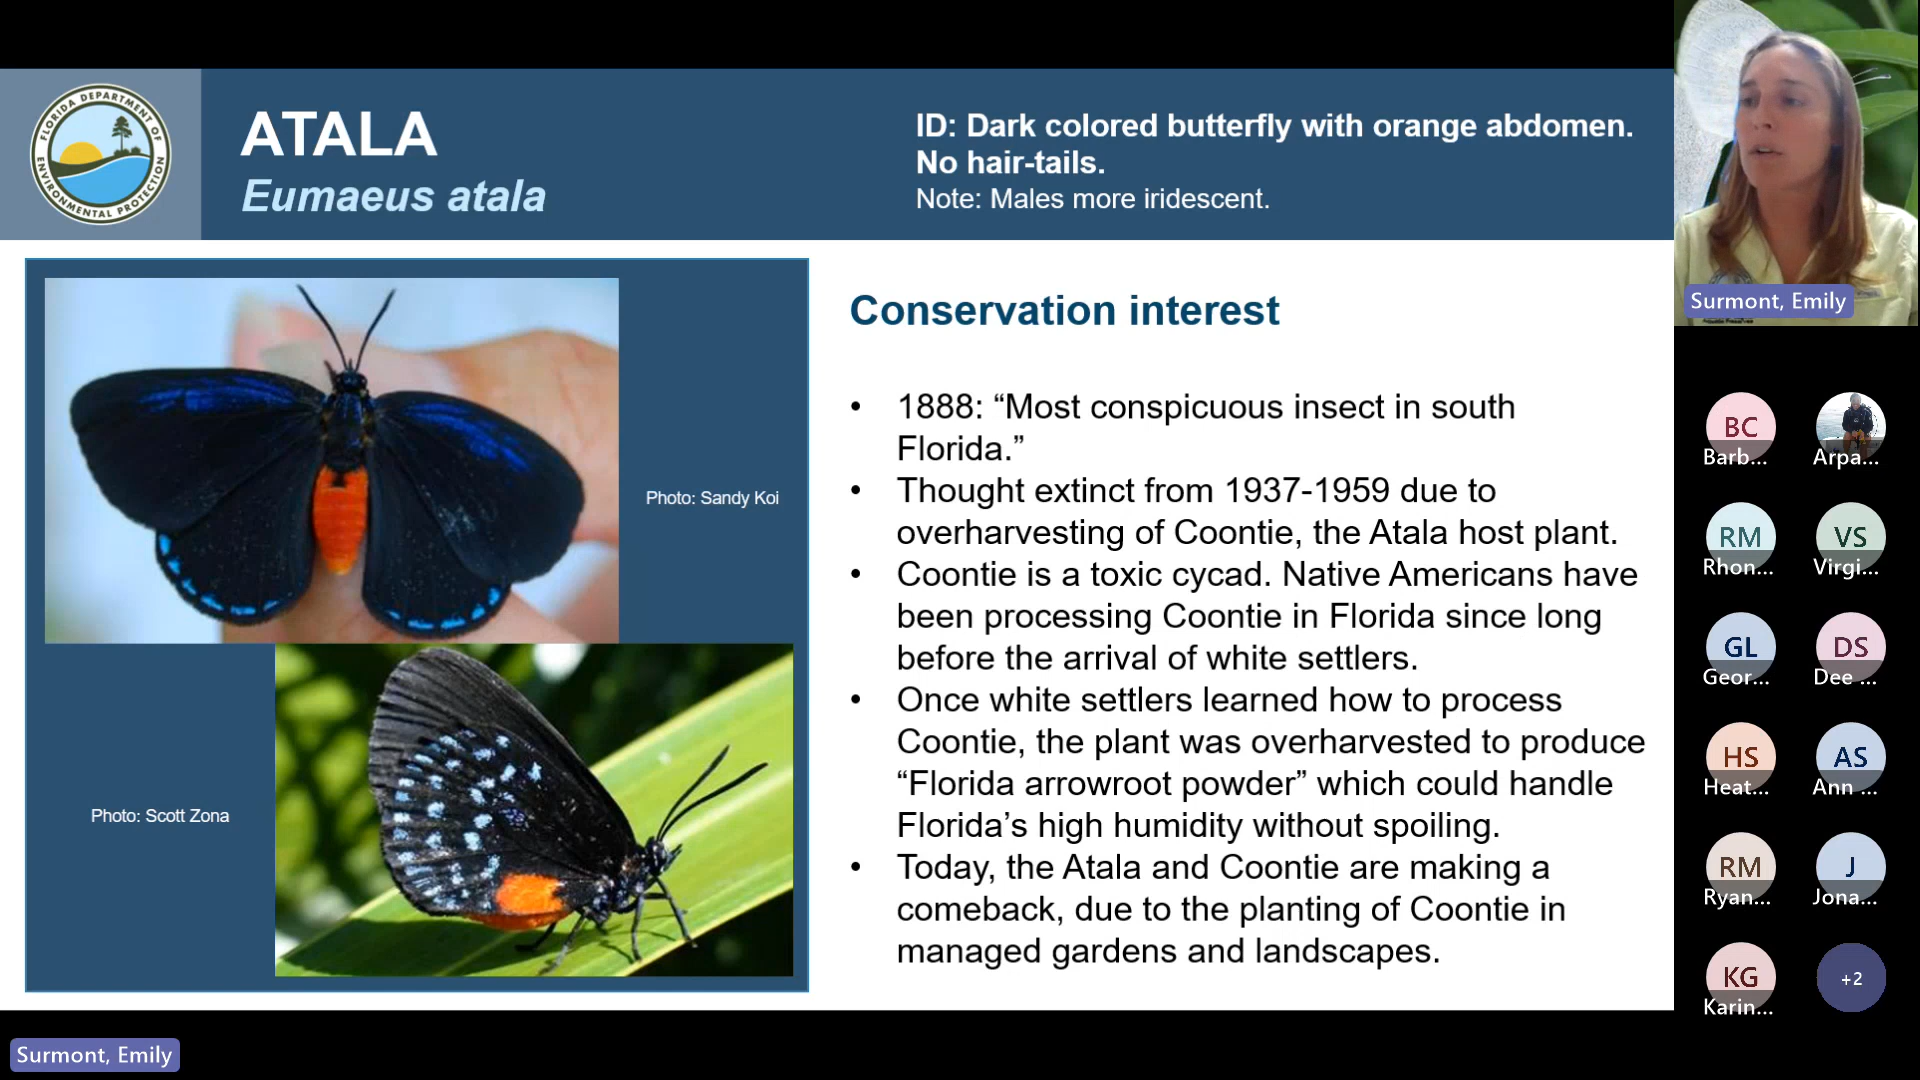 FLORIDA DEPARTMENT OF
ENVIRONMENTAL PROTECTION
ATALA
Eumaeus atala
ID: Dark colored butterfly with orange abdomen.
No hair-tails.
Note: Males more iridescent.
Photo: Sandy Koi
Photo: Scott Zona
Conservation interest
• 1888: “Most conspicuous insect in south
Florida.”
• Thought extinct from 1937-1959 due to
overharvesting of Coontie, the Atala host plant.
• Coontie is a toxic cycad. Native Americans have
been processing Coontie in Florida since long
before the arrival of white settlers.
• Once white settlers learned how to process
Coontie, the plant was overharvested to produce
“Florida arrowroot powder” which could handle
Florida’s high humidity without spoiling.
• Today, the Atala and Coontie are making a
comeback, due to the planting of Coontie in
managed gardens and landscapes.
Surmont, Emily
BC
Barb...
Arpa...
RM
Rhon...
VS
Virgi...
GL
Geor...
DS
Dee ...
HS
Heat...
AS
Ann ...
RM
Ryan...
J
Jona...
KG
Karin...
+2
Surmont, Emily